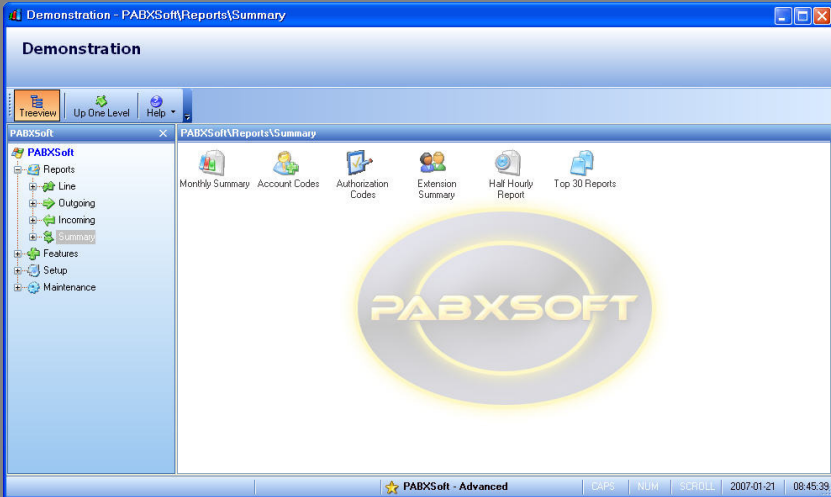 Demonstration - PABXSoft\Reports\Summary
Demonstration
Treeview Up One Level Help
PABXSoft
PABXSoft\Reports\Summary
PABXSoft
Reports
Line
Outgoing
Incoming
Summary
Features
Setup
Maintenance
Monthly Summary Account Codes Authorization Codes Extension Summary Half Hourly Report Top 30 Reports
PABXSOFT
PABXSoft - Advanced CAPS NUM SCROLL 2007-01-21 08:45:39